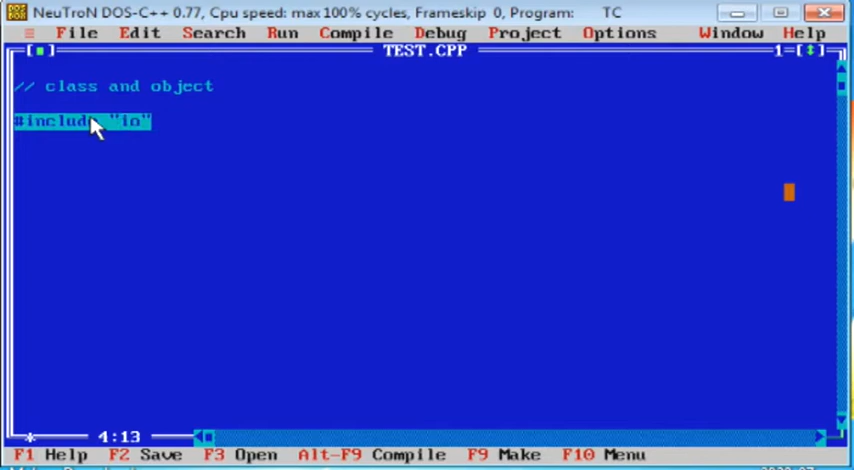 NeuTroN DOS-C++ 0.77, Cpu speed: max 100% cycles, Frameskip 0, Program: TC
≡ File Edit Search Run Compile Debug Project Options Window Help
[■] TEST.CPP 1=[↕]
// class and object
#include "io"
* 4:13
F1 Help F2 Save F3 Open Alt-F9 Compile F9 Make F10 Menu